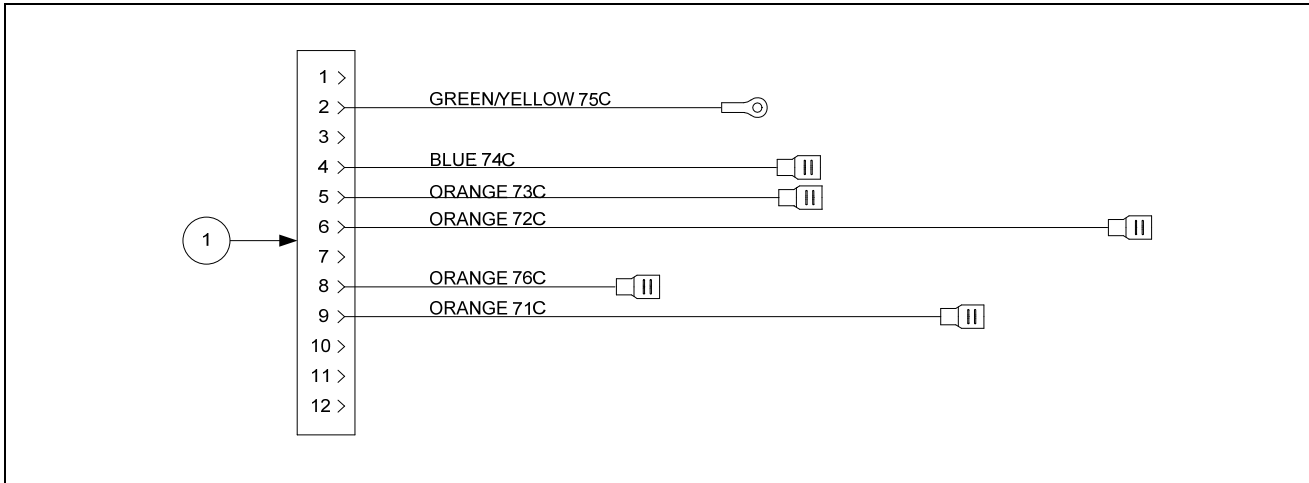 1
2 GREEN/YELLOW 75C
3
4 BLUE 74C
5 ORANGE 73C
6 ORANGE 72C
1
7
8 ORANGE 76C
9 ORANGE 71C
10
11
12